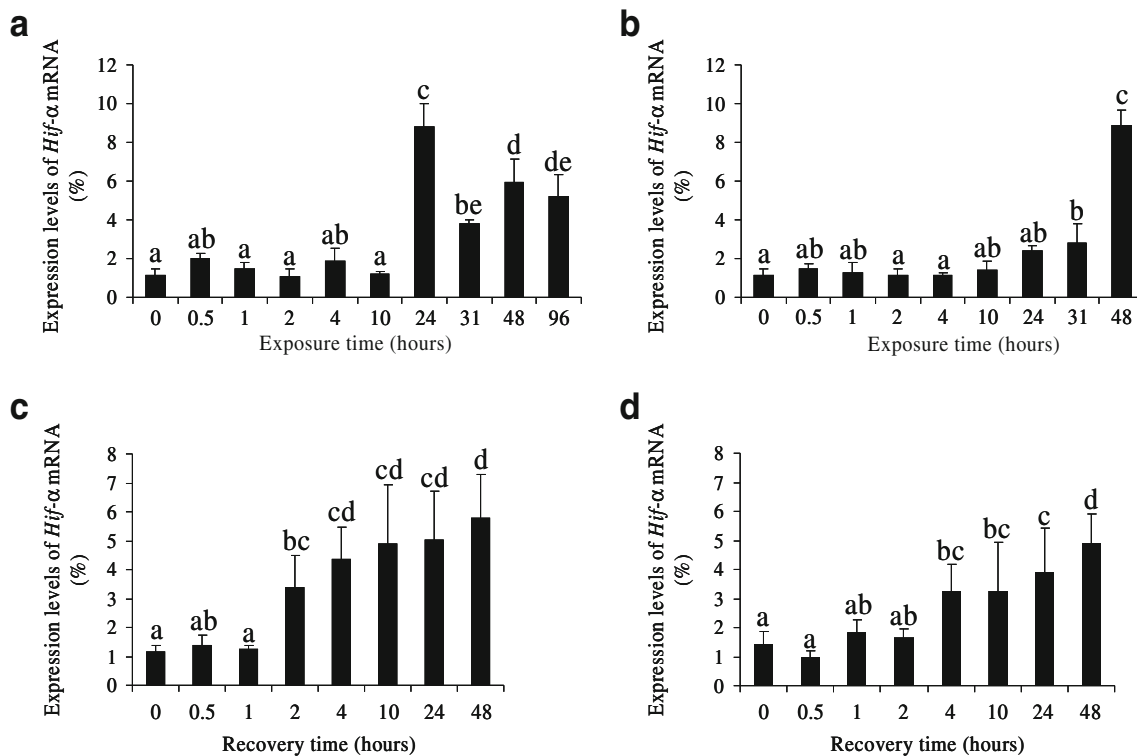 a
Expression levels of Hif-α mRNA
(%)
12
10
8
6
4
2
0
a
ab
a
a
ab
a
c
be
d
de
0 0.5 1 2 4 10 24 31 48 96
Exposure time (hours)
b
Expression levels of Hif-α mRNA
(%)
12
10
8
6
4
2
0
a
ab
ab
a
a
ab
ab
b
c
0 0.5 1 2 4 10 24 31 48
Exposure time (hours)
c
Expression levels of Hif-α mRNA
(%)
8
7
6
5
4
3
2
1
0
a
ab
a
bc
cd
cd
cd
d
0 0.5 1 2 4 10 24 48
Recovery time (hours)
d
Expression levels of Hif-α mRNA
(%)
8
7
6
5
4
3
2
1
0
a
a
ab
ab
bc
bc
c
d
0 0.5 1 2 4 10 24 48
Recovery time (hours)